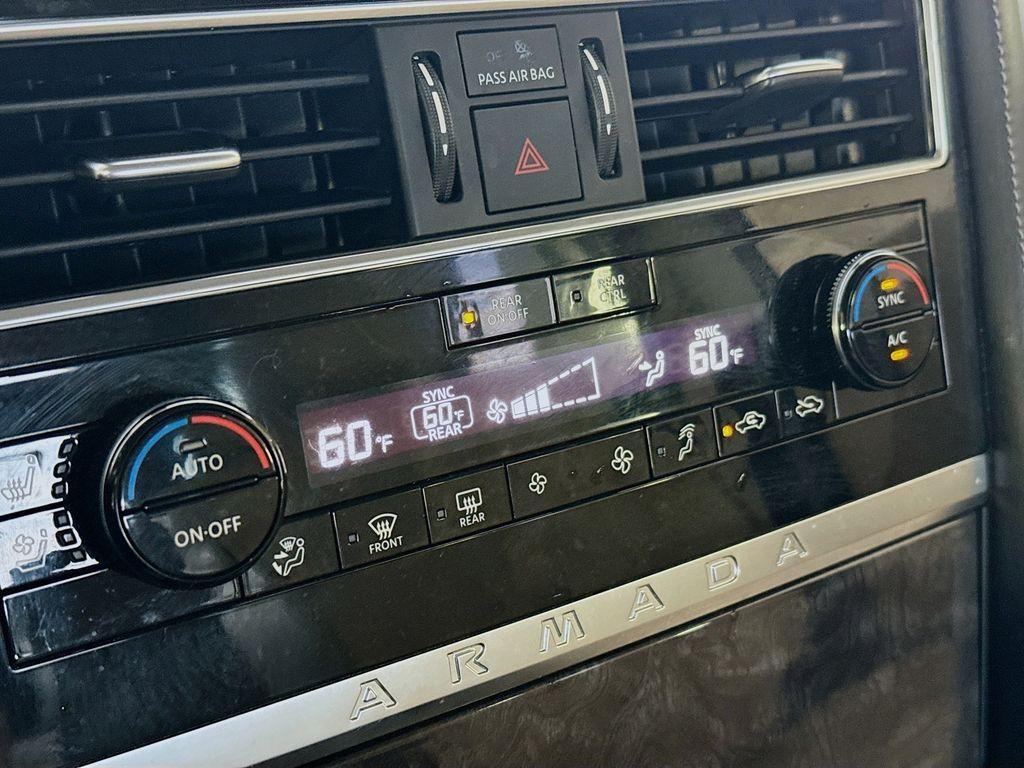 OFF
PASS AIR BAG
REAR
ON·OFF
REAR
CTRL
SYNC
A/C
60°F
SYNC
60°F
REAR
SYNC
60°F
AUTO
ON·OFF
FRONT
REAR
ARMADA